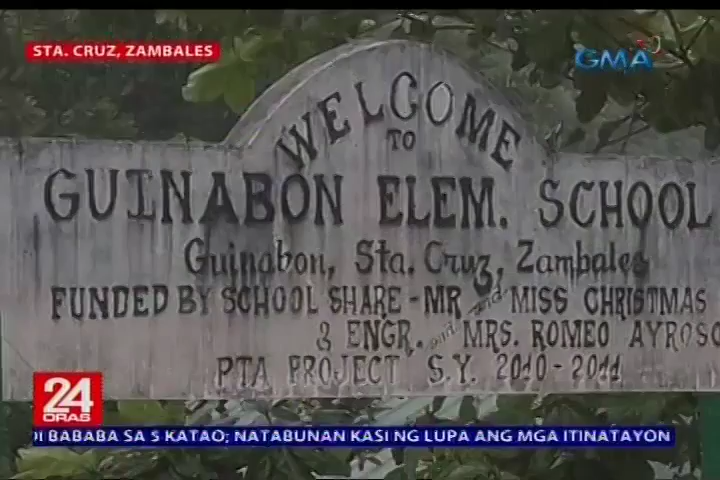 STA. CRUZ, ZAMBALES
GMA
WELCOME
TO
GUINABON ELEM. SCHOOL
Guinabon, Sta. Cruz, Zambales
FUNDED BY SCHOOL SHARE - MR and MISS CHRISTMAS
& ENGR. and MRS. ROMEO AYROSO
PTA PROJECT S.Y. 2010 - 2011
24
ORAS
DI BABABA SA 5 KATAO; NATABUNAN KASI NG LUPA ANG MGA ITINATAYON